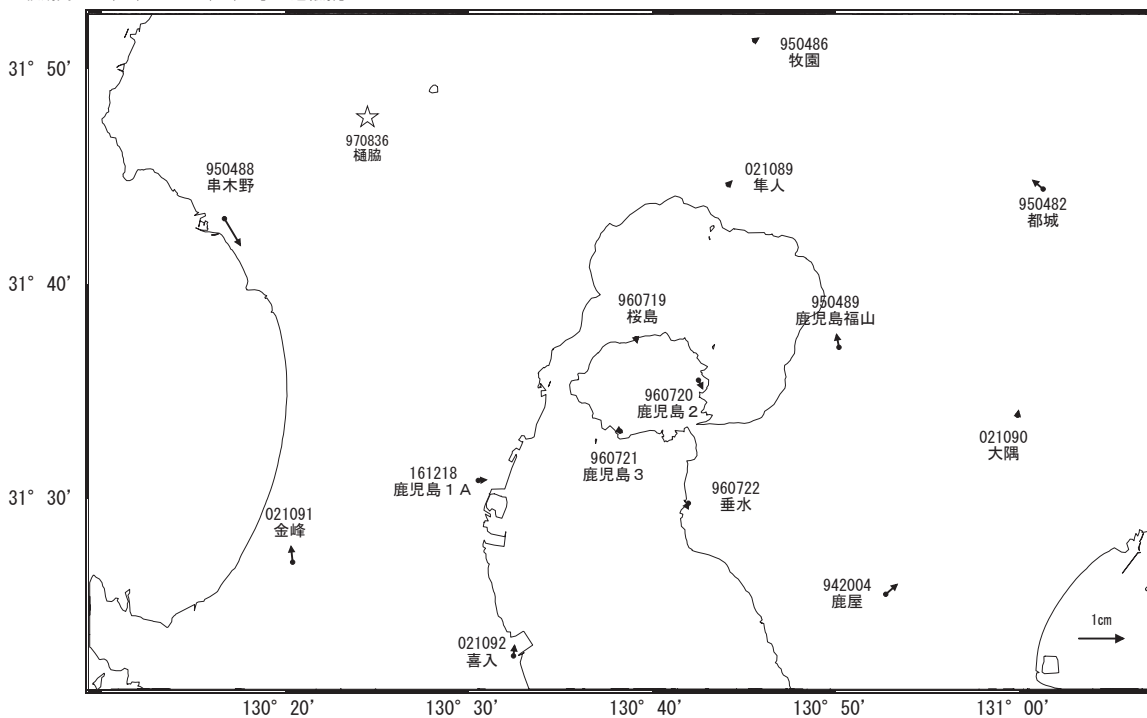 31° 50'
31° 40'
31° 30'
950486
牧園
970836
樋脇
950488
串木野
021089
隼人
950482
都城
960719
桜島
950489
鹿児島福山
960720
鹿児島２
021090
大隅
960721
鹿児島３
161218
鹿児島１Ａ
960722
垂水
021091
金峰
942004
鹿屋
1cm
021092
喜入
130° 20'
130° 30'
130° 40'
130° 50'
131° 00'